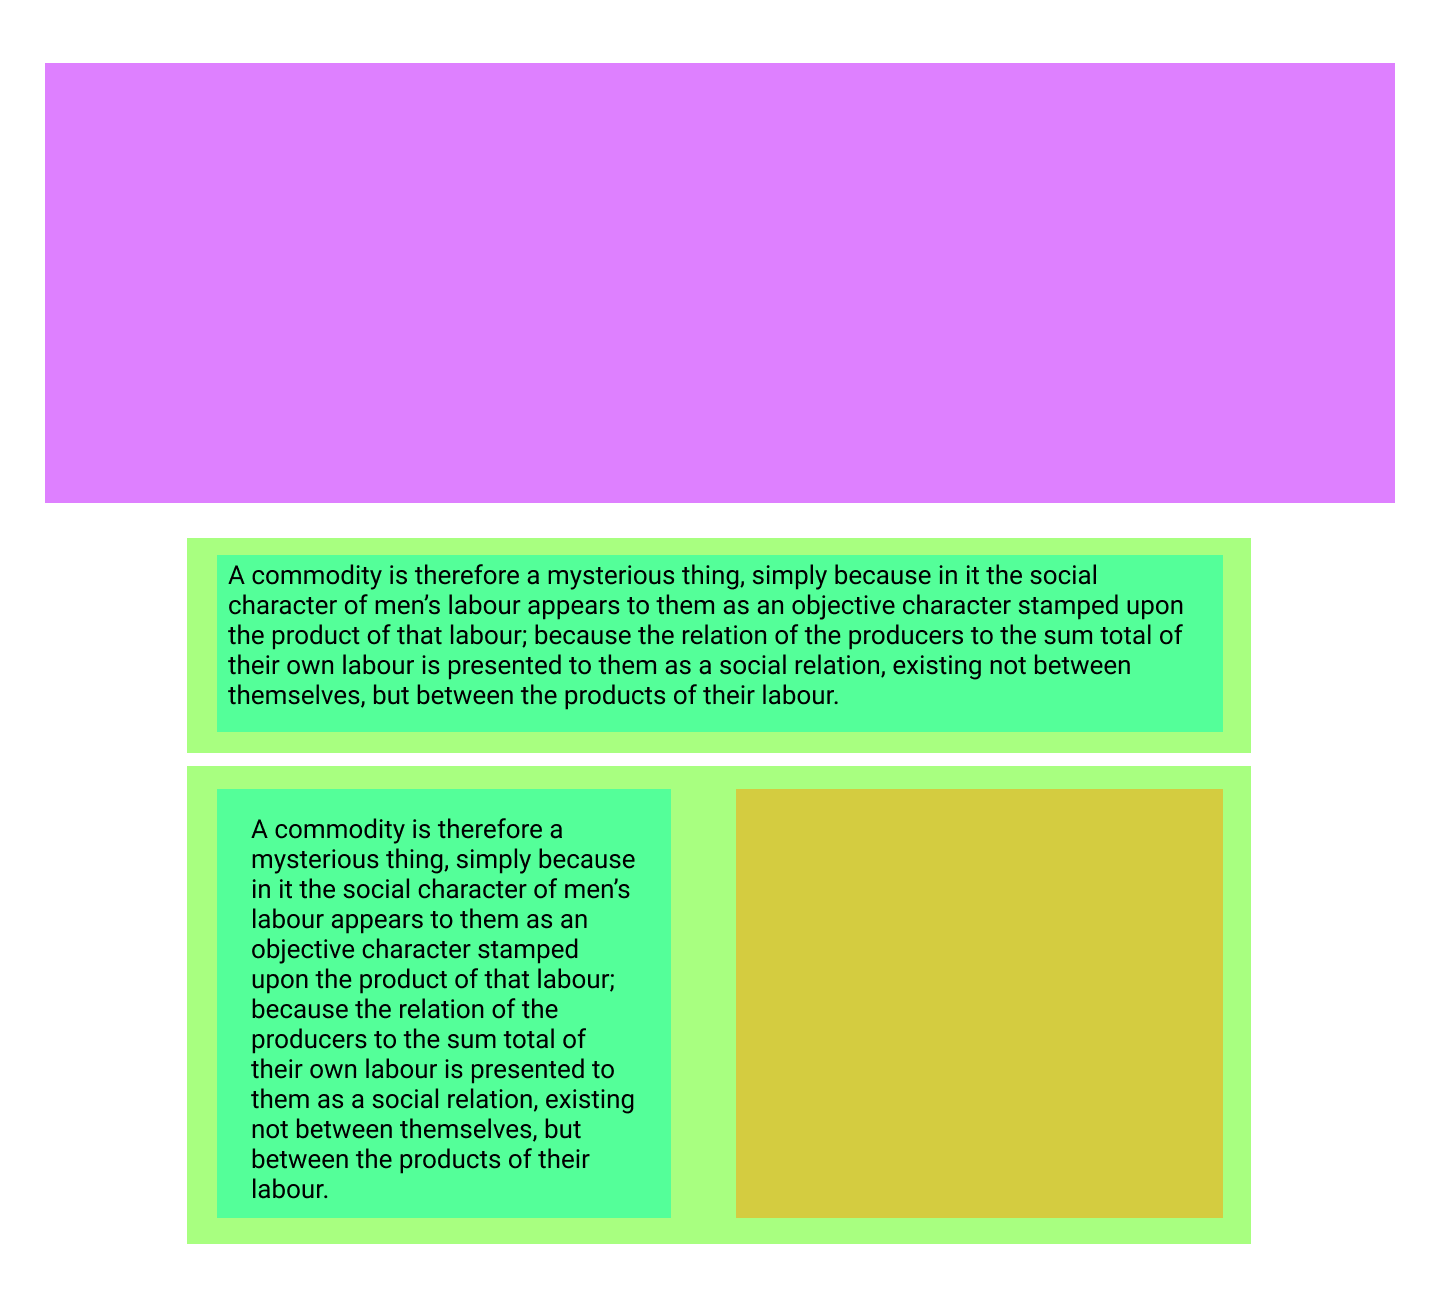 A commodity is therefore a mysterious thing, simply because in it the social
character of men’s labour appears to them as an objective character stamped upon
the product of that labour; because the relation of the producers to the sum total of
their own labour is presented to them as a social relation, existing not between
themselves, but between the products of their labour.
A commodity is therefore a
mysterious thing, simply because
in it the social character of men’s
labour appears to them as an
objective character stamped
upon the product of that labour;
because the relation of the
producers to the sum total of
their own labour is presented to
them as a social relation, existing
not between themselves, but
between the products of their
labour.